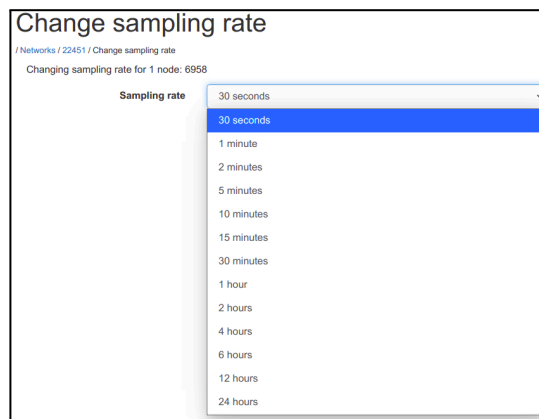 Change sampling rate
/ Networks / 22451 / Change sampling rate
Changing sampling rate for 1 node: 6958
Sampling rate 30 seconds
30 seconds
1 minute
2 minutes
5 minutes
10 minutes
15 minutes
30 minutes
1 hour
2 hours
4 hours
6 hours
12 hours
24 hours